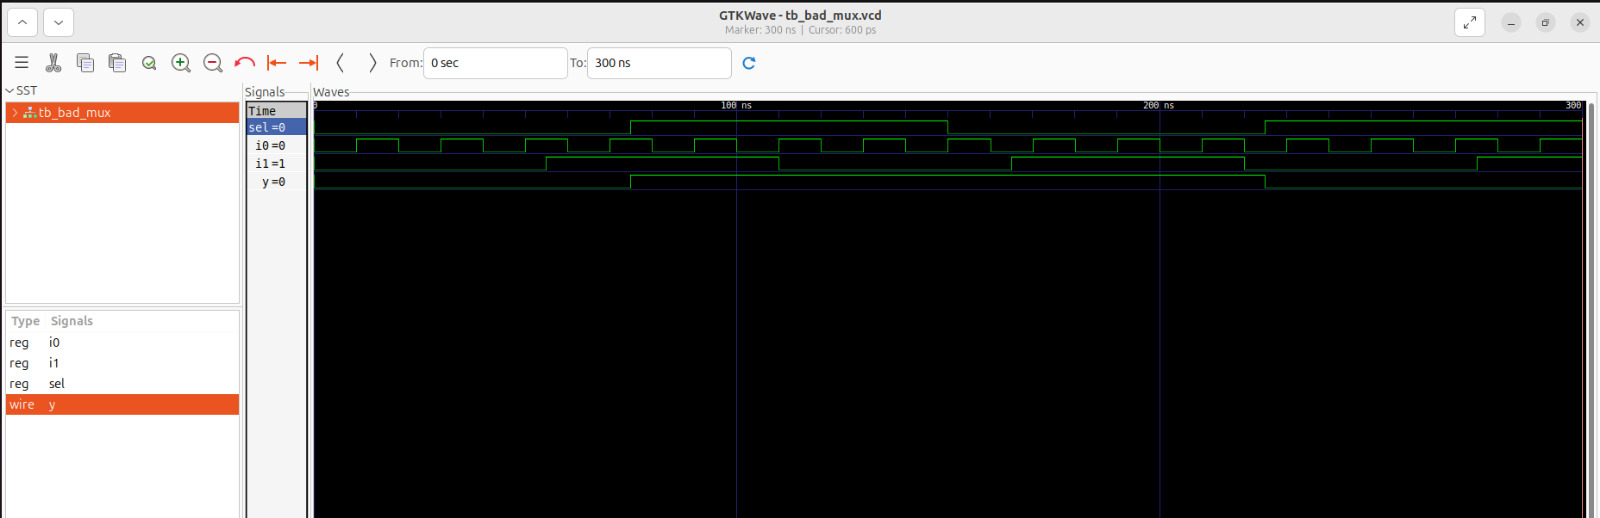 GTKWave - tb_bad_mux.vcd
Marker: 300 ns | Cursor: 600 ps
From: 0 sec To: 300 ns
SST
tb_bad_mux
Type Signals
reg i0
reg i1
reg sel
wire y
Signals
Time
sel=0
i0=0
i1=1
y=0
Waves
0 100 ns 200 ns 300